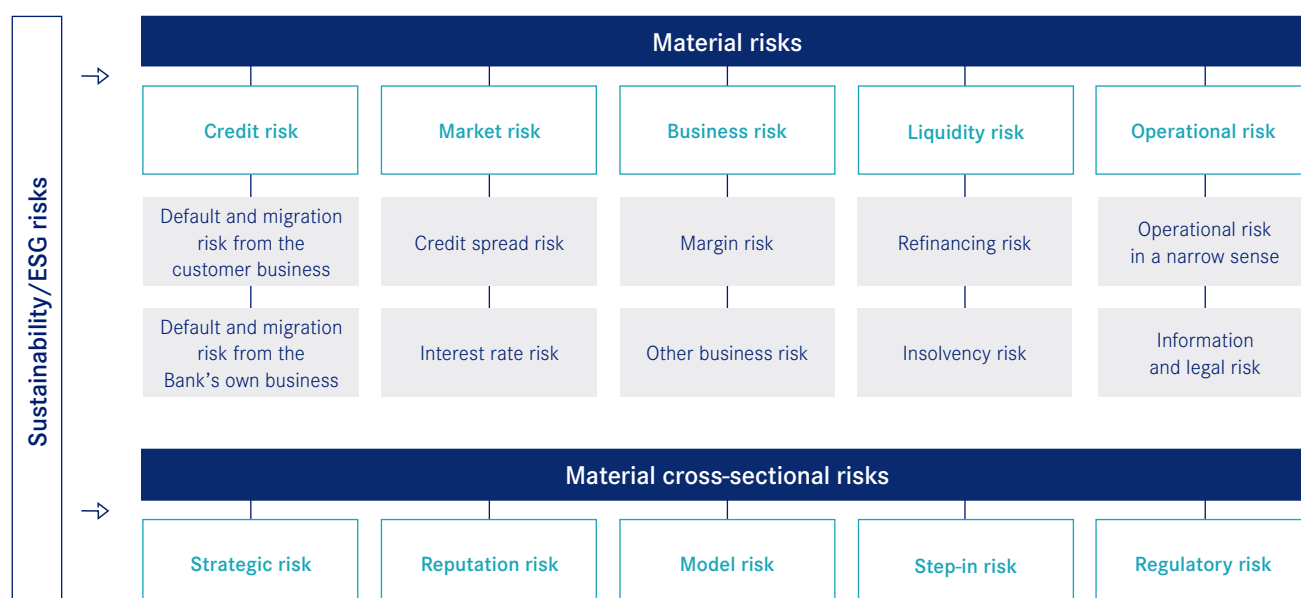 Sustainability/ESG risks
Material risks
Credit risk
Market risk
Business risk
Liquidity risk
Operational risk
Default and migration
risk from the
customer business
Credit spread risk
Margin risk
Refinancing risk
Operational risk
in a narrow sense
Default and migration
risk from the
Bank’s own business
Interest rate risk
Other business risk
Insolvency risk
Information
and legal risk
Material cross-sectional risks
Strategic risk
Reputation risk
Model risk
Step-in risk
Regulatory risk